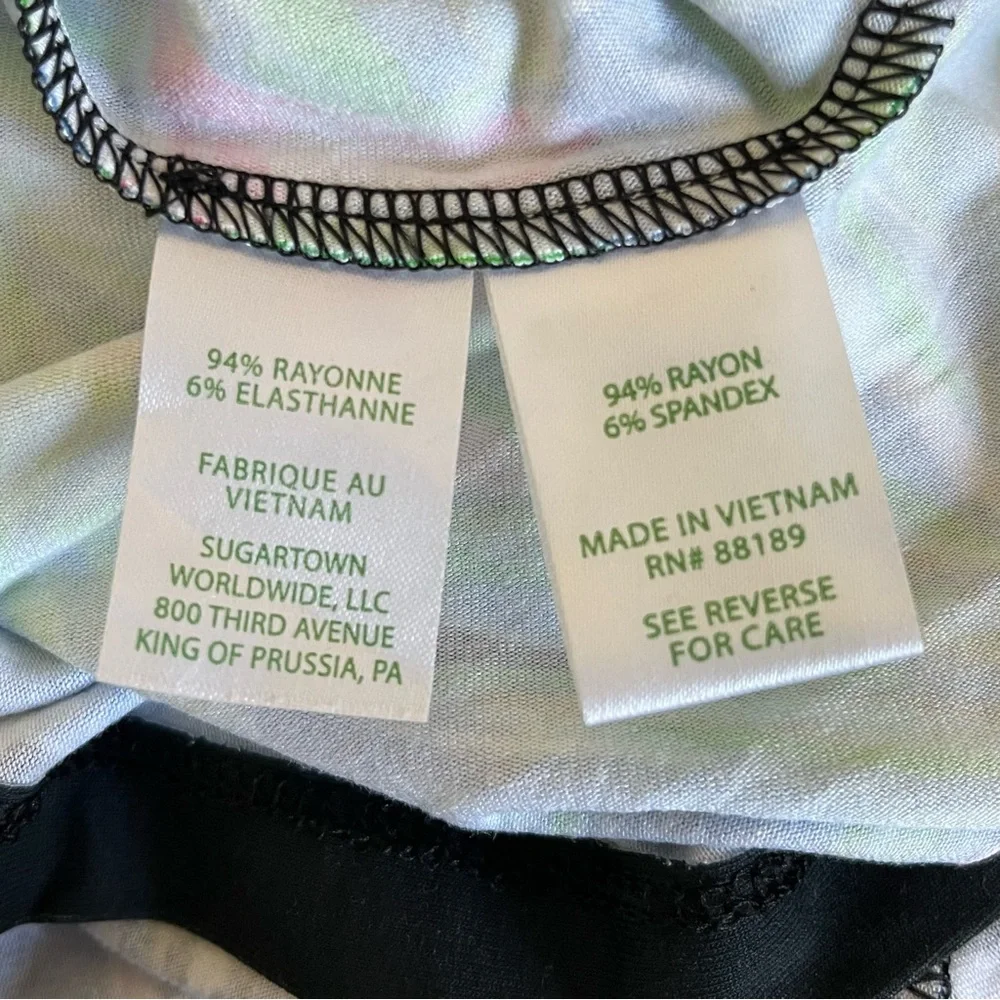 94% RAYONNE
6% ELASTHANNE
FABRIQUE AU
VIETNAM
SUGARTOWN
WORLDWIDE, LLC
800 THIRD AVENUE
KING OF PRUSSIA, PA
94% RAYON
6% SPANDEX
MADE IN VIETNAM
RN# 88189
SEE REVERSE
FOR CARE